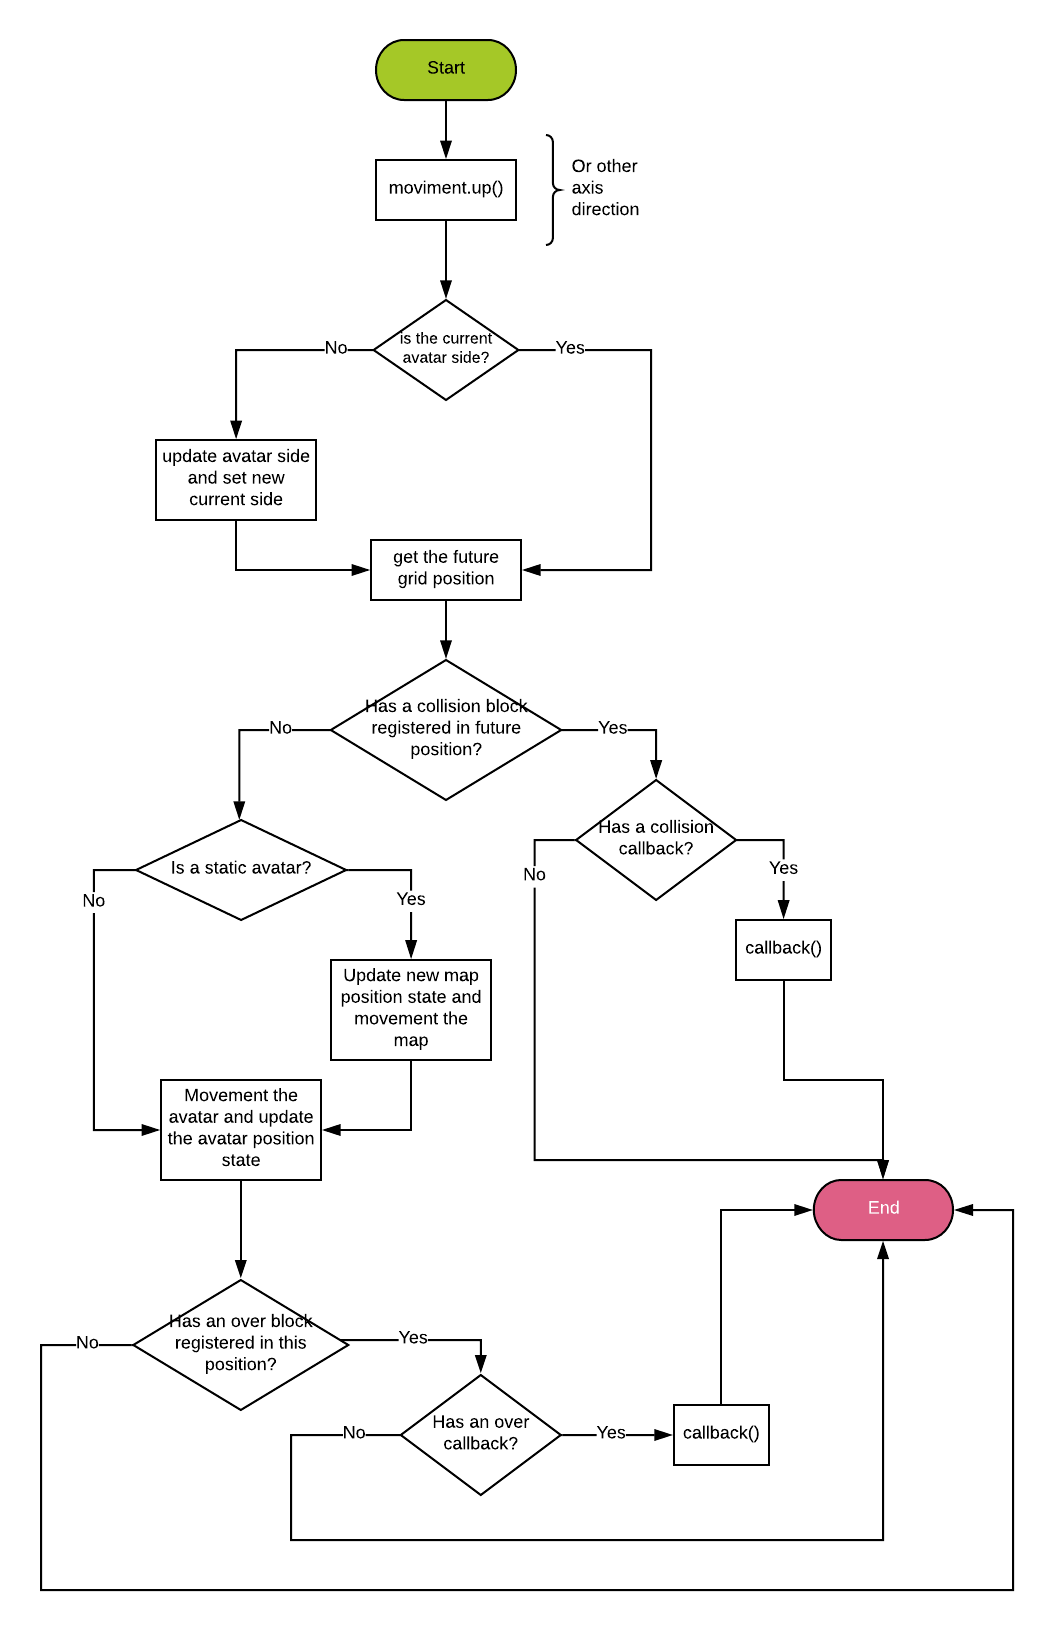 Start
moviment.up()
Or other
axis
direction
is the current
avatar side?
No
Yes
update avatar side
and set new
current side
get the future
grid position
Has a collision block
registered in future
position?
No
Yes
Has a collision
callback?
No
Yes
callback()
Is a static avatar?
No
Yes
Update new map
position state and
movement the
map
Movement the
avatar and update
the avatar position
state
End
Has an over block
registered in this
position?
No
Yes
Has an over
callback?
No
Yes
callback()